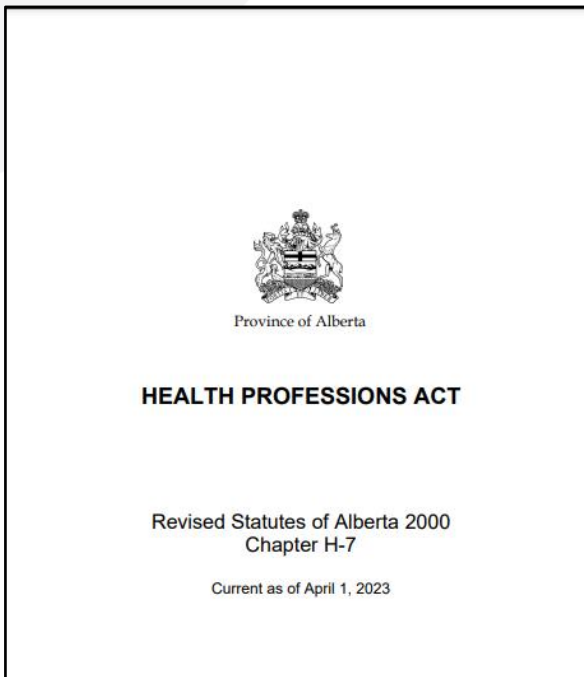 Province of Alberta
HEALTH PROFESSIONS ACT
Revised Statutes of Alberta 2000
Chapter H-7
Current as of April 1, 2023